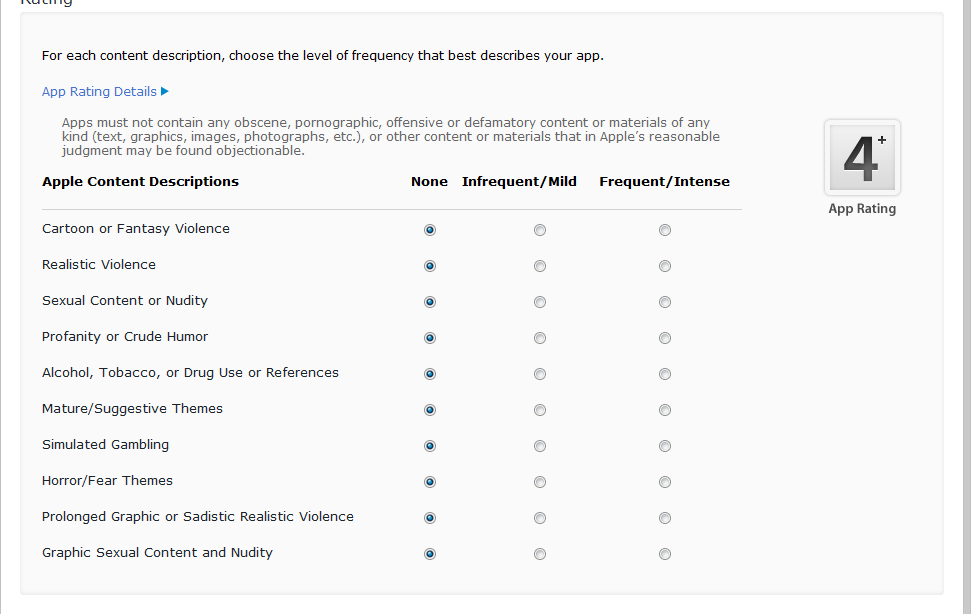 Rating
For each content description, choose the level of frequency that best describes your app.
App Rating Details
Apps must not contain any obscene, pornographic, offensive or defamatory content or materials of any
kind (text, graphics, images, photographs, etc.), or other content or materials that in Apple’s reasonable
judgment may be found objectionable.
4+
App Rating
Apple Content Descriptions None Infrequent/Mild Frequent/Intense
Cartoon or Fantasy Violence
Realistic Violence
Sexual Content or Nudity
Profanity or Crude Humor
Alcohol, Tobacco, or Drug Use or References
Mature/Suggestive Themes
Simulated Gambling
Horror/Fear Themes
Prolonged Graphic or Sadistic Realistic Violence
Graphic Sexual Content and Nudity